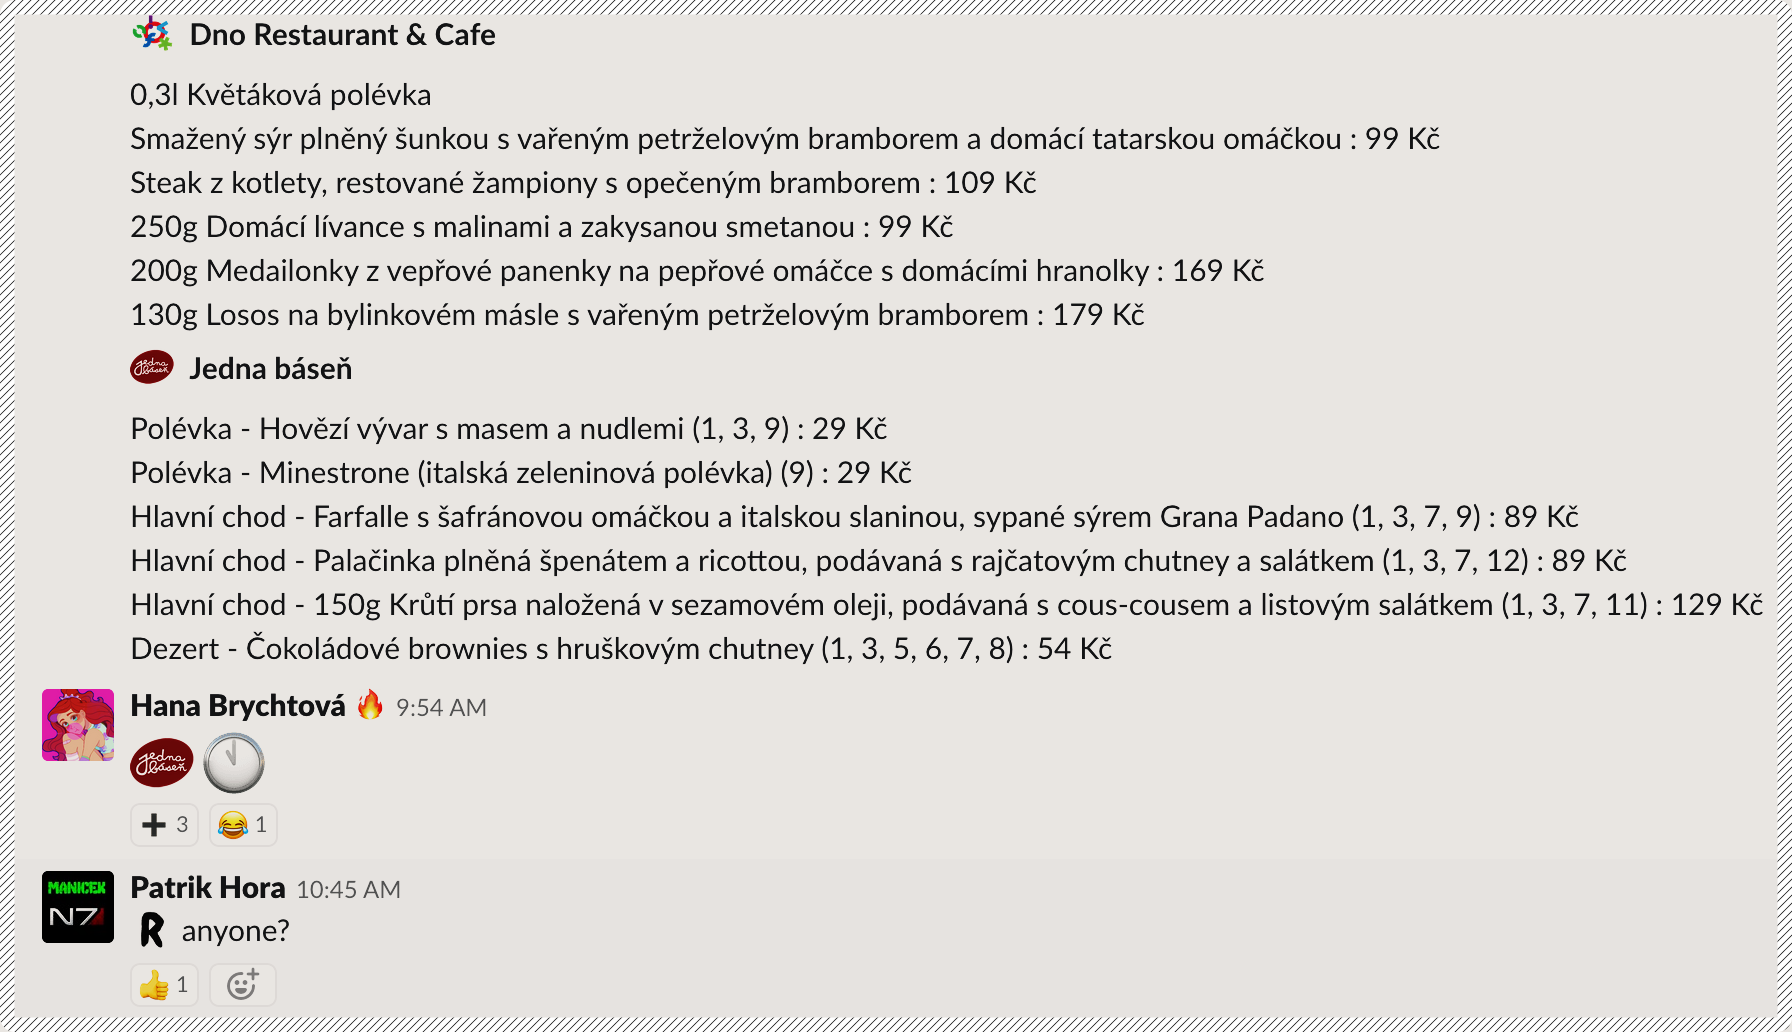 Dno Restaurant & Cafe
0,3l Květáková polévka
Smažený sýr plněný šunkou s vařeným petrželovým bramborem a domácí tatarskou omáčkou : 99 Kč
Steak z kotlety, restované žampiony s opečeným bramborem : 109 Kč
250g Domácí lívance s malinami a zakysanou smetanou : 99 Kč
200g Medailonky z vepřové panenky na pepřové omáčce s domácími hranolky : 169 Kč
130g Losos na bylinkovém másle s vařeným petrželovým bramborem : 179 Kč
jedna báseň Jedna báseň
Polévka - Hovězí vývar s masem a nudlemi (1, 3, 9) : 29 Kč
Polévka - Minestrone (italská zeleninová polévka) (9) : 29 Kč
Hlavní chod - Farfalle s šafránovou omáčkou a italskou slaninou, sypané sýrem Grana Padano (1, 3, 7, 9) : 89 Kč
Hlavní chod - Palačinka plněná špenátem a ricottou, podávaná s rajčatovým chutney a salátkem (1, 3, 7, 12) : 89 Kč
Hlavní chod - 150g Krůtí prsa naložená v sezamovém oleji, podávaná s cous-cousem a listovým salátkem (1, 3, 7, 11) : 129 Kč
Dezert - Čokoládové brownies s hruškovým chutney (1, 3, 5, 6, 7, 8) : 54 Kč
Hana Brychtová 9:54 AM
jedna báseň
3 1
MANICEK
N7
Patrik Hora 10:45 AM
R anyone?
1